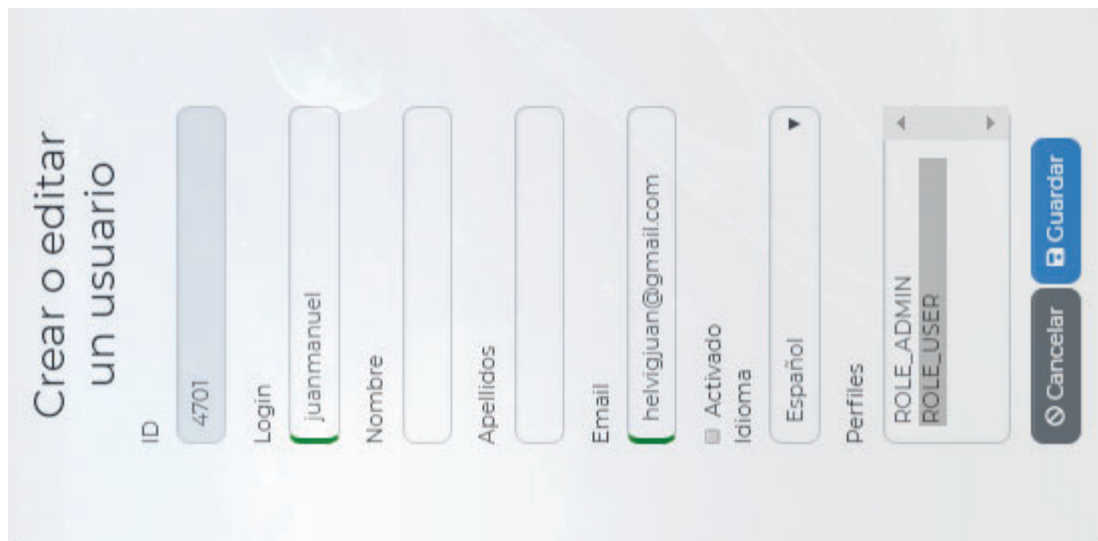 Crear o editar
un usuario
ID
4701
Login
juanmanuel
Nombre
Apellidos
Email
helvigjuan@gmail.com
Activado
Idioma
Español
Perfiles
ROLE_ADMIN
ROLE_USER
Cancelar
Guardar